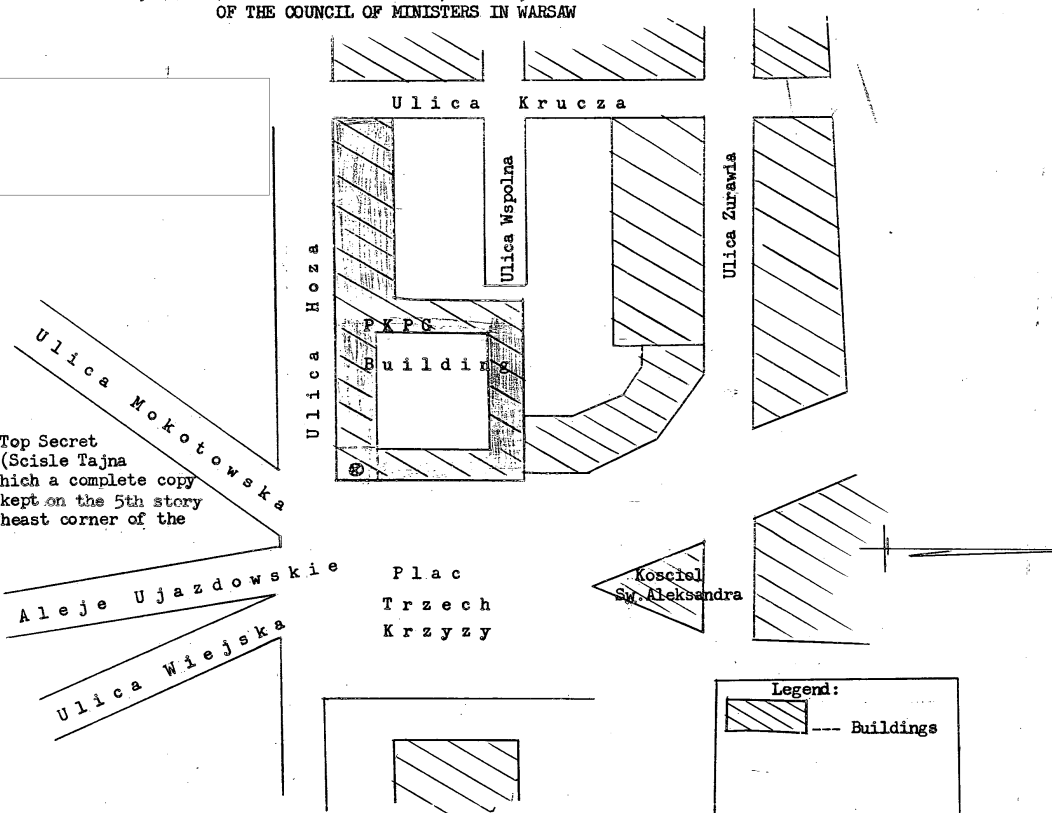 OF THE COUNCIL OF MINISTERS IN WARSAW
Ulica Krucza
Ulica Wspolna
Ulica Zurawia
Ulica Hoza
PKPG
Building
Ulica Mokotowska
Top Secret
(Scisle Tajna
hich a complete copy
kept on the 5th story
heast corner of the
Aleje Ujazdowskie
Plac
Trzech
Krzyzy
Kosciol
Sw.Aleksandra
Ulica Wiejska
Legend:
--- Buildings